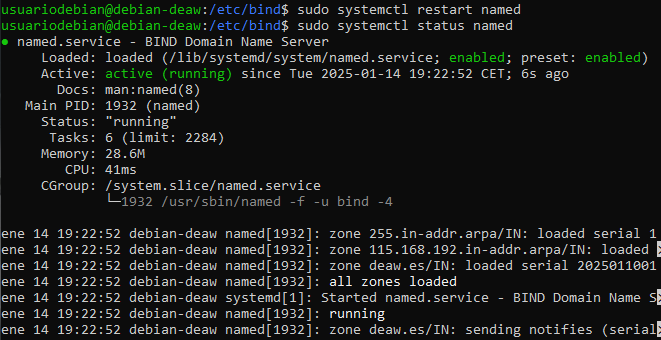 usuariodebian@debian-deaw:/etc/bind$ sudo systemctl restart named
usuariodebian@debian-deaw:/etc/bind$ sudo systemctl status named
● named.service - BIND Domain Name Server
     Loaded: loaded (/lib/systemd/system/named.service; enabled; preset: enabled)
     Active: active (running) since Tue 2025-01-14 19:22:52 CET; 6s ago
       Docs: man:named(8)
   Main PID: 1932 (named)
     Status: "running"
      Tasks: 6 (limit: 2284)
     Memory: 28.6M
        CPU: 41ms
     CGroup: /system.slice/named.service
             └─1932 /usr/sbin/named -f -u bind -4
ene 14 19:22:52 debian-deaw named[1932]: zone 255.in-addr.arpa/IN: loaded serial 1
ene 14 19:22:52 debian-deaw named[1932]: zone 115.168.192.in-addr.arpa/IN: loaded >
ene 14 19:22:52 debian-deaw named[1932]: zone deaw.es/IN: loaded serial 2025011001
ene 14 19:22:52 debian-deaw named[1932]: all zones loaded
ene 14 19:22:52 debian-deaw systemd[1]: Started named.service - BIND Domain Name S>
ene 14 19:22:52 debian-deaw named[1932]: running
ene 14 19:22:52 debian-deaw named[1932]: zone deaw.es/IN: sending notifies (serial>